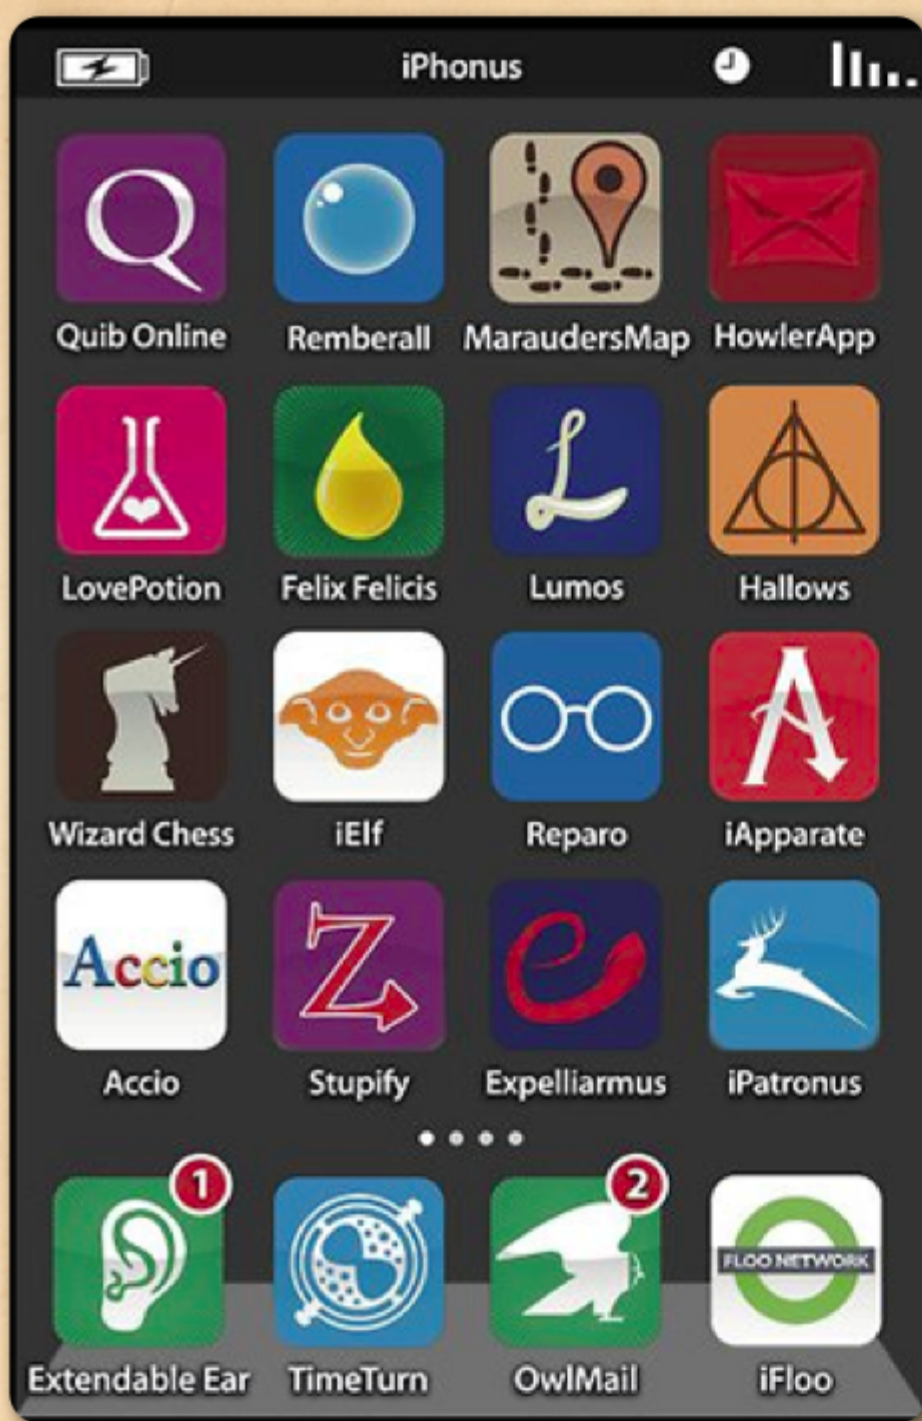 iPhonus
Q
Quib Online Remberall MaraudersMap HowlerApp
L
LovePotion Felix Felicis Lumos Hallows
A
Wizard Chess iElf Reparo iApparate
Accio Z e
Accio Stupify Expelliarmus iPatronus
1 2
FLOO NETWORK
Extendable Ear TimeTurn OwlMail iFloo